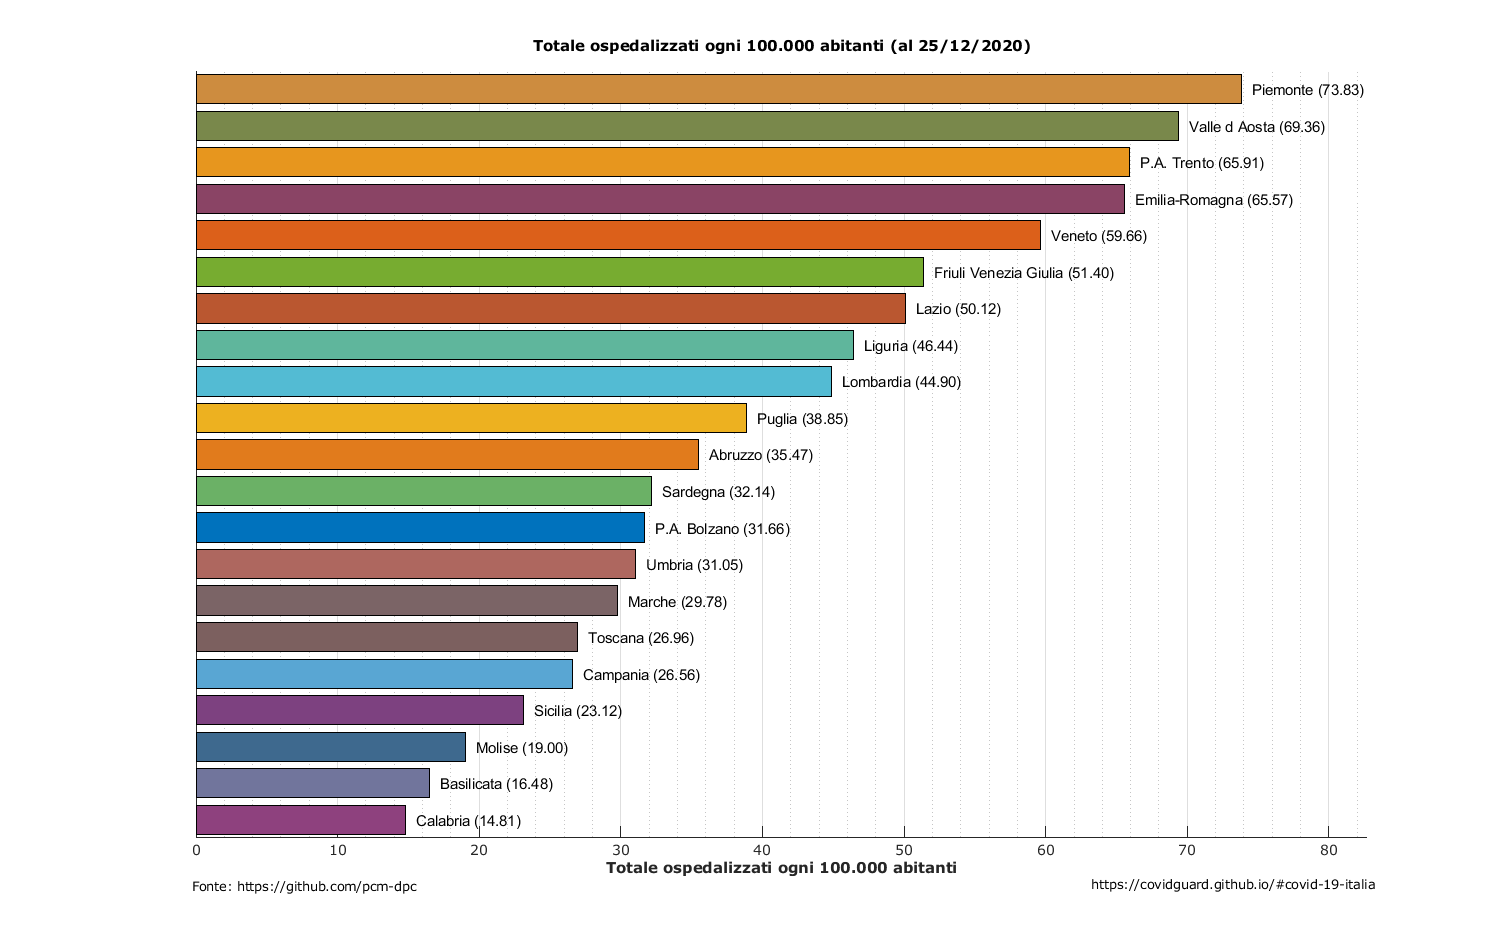 Totale ospedalizzati ogni 100.000 abitanti (al 25/12/2020)
Piemonte (73.83)
Valle d Aosta (69.36)
P.A. Trento (65.91)
Emilia-Romagna (65.57)
Veneto (59.66)
Friuli Venezia Giulia (51.40)
Lazio (50.12)
Liguria (46.44)
Lombardia (44.90)
Puglia (38.85)
Abruzzo (35.47)
Sardegna (32.14)
P.A. Bolzano (31.66)
Umbria (31.05)
Marche (29.78)
Toscana (26.96)
Campania (26.56)
Sicilia (23.12)
Molise (19.00)
Basilicata (16.48)
Calabria (14.81)
0 10 20 30 40 50 60 70 80
Totale ospedalizzati ogni 100.000 abitanti
Fonte: https://github.com/pcm-dpc
https://covidguard.github.io/#covid-19-italia